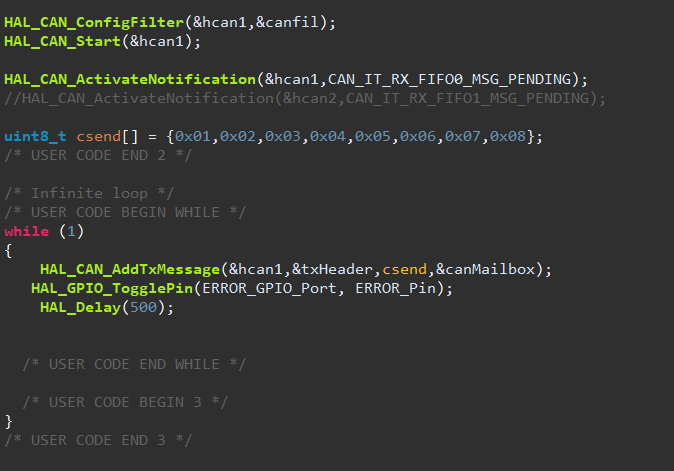 HAL_CAN_ConfigFilter(&hcan1,&canfil);
HAL_CAN_Start(&hcan1);
HAL_CAN_ActivateNotification(&hcan1,CAN_IT_RX_FIFO0_MSG_PENDING);
//HAL_CAN_ActivateNotification(&hcan2,CAN_IT_RX_FIFO1_MSG_PENDING);
uint8_t csend[] = {0x01,0x02,0x03,0x04,0x05,0x06,0x07,0x08};
/* USER CODE END 2 */
/* Infinite loop */
/* USER CODE BEGIN WHILE */
while (1)
{
HAL_CAN_AddTxMessage(&hcan1,&txHeader,csend,&canMailbox);
HAL_GPIO_TogglePin(ERROR_GPIO_Port, ERROR_Pin);
HAL_Delay(500);
/* USER CODE END WHILE */
/* USER CODE BEGIN 3 */
}
/* USER CODE END 3 */